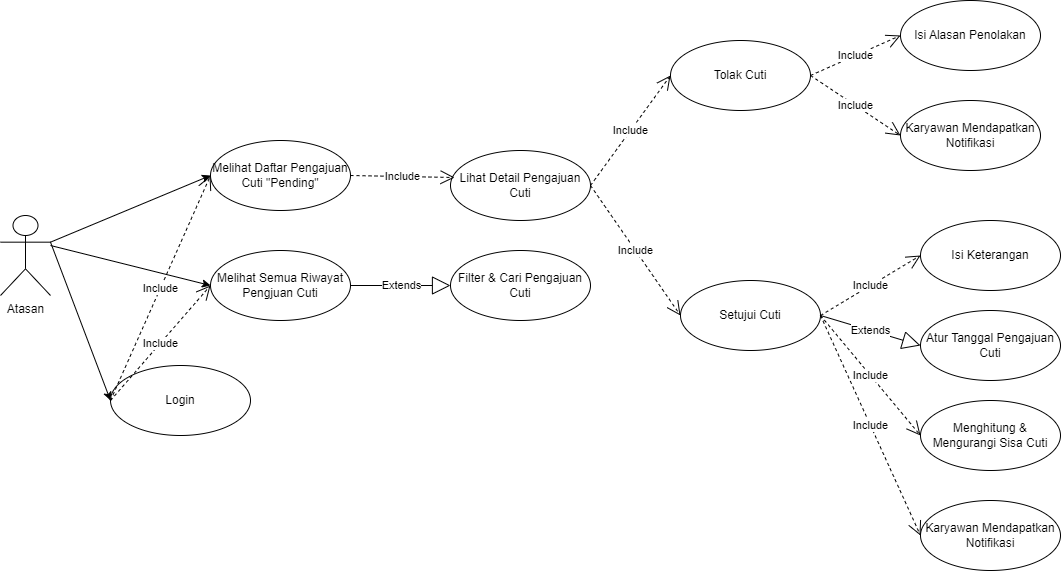 Isi Alasan Penolakan
Include
Tolak Cuti
Include
Karyawan Mendapatkan
Notifikasi
Include
Melihat Daftar Pengajuan
Cuti "Pending"
Include
Lihat Detail Pengajuan
Cuti
Include
Isi Keterangan
Include
Melihat Semua Riwayat
Pengjuan Cuti
Extends
Filter & Cari Pengajuan
Cuti
Include
Atasan
Setujui Cuti
Extends
Atur Tanggal Pengajuan
Cuti
Include
Include
Login
Include
Menghitung &
Mengurangi Sisa Cuti
Karyawan Mendapatkan
Notifikasi